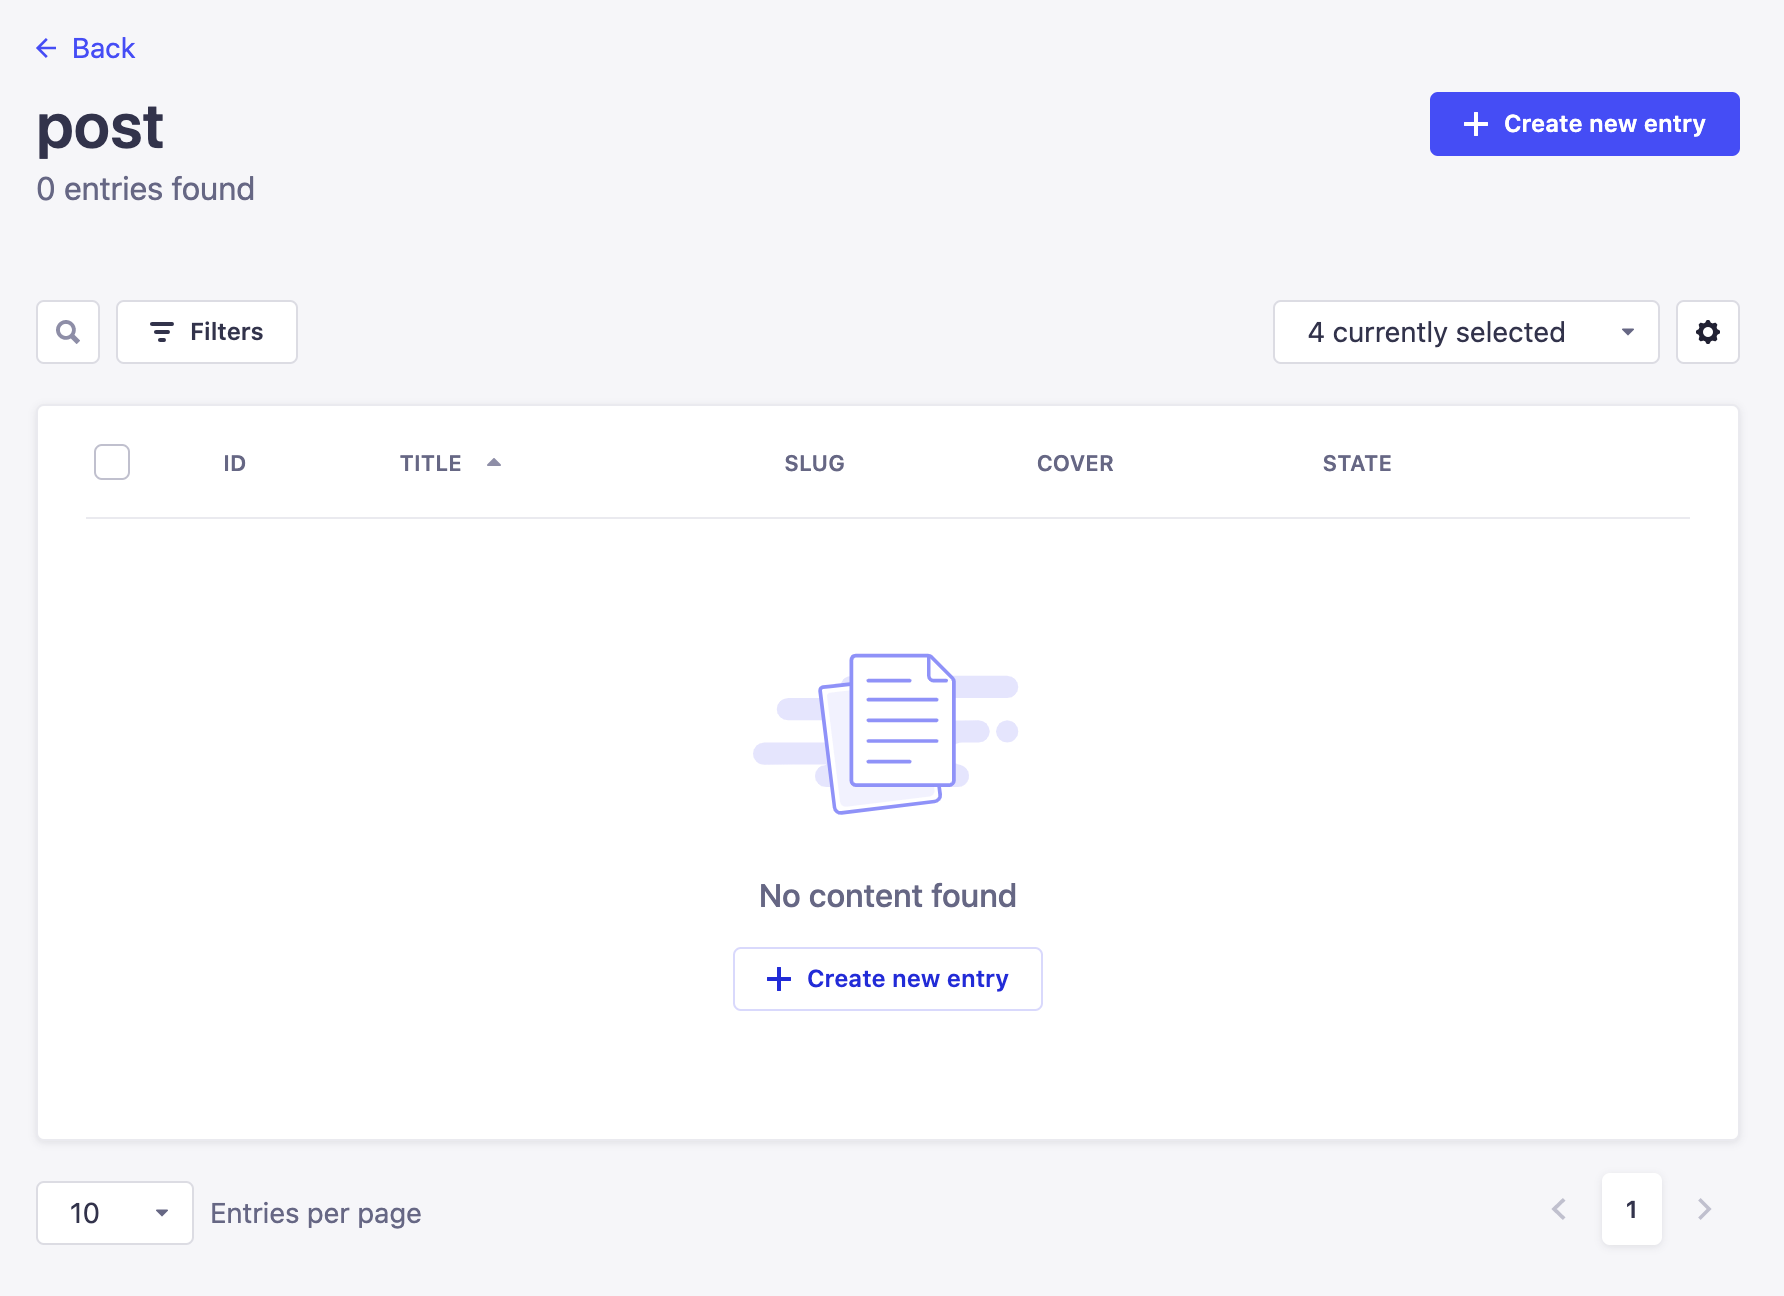 Back
post
Create new entry
0 entries found
Filters
4 currently selected
ID TITLE SLUG COVER STATE
No content found
Create new entry
10 Entries per page
1